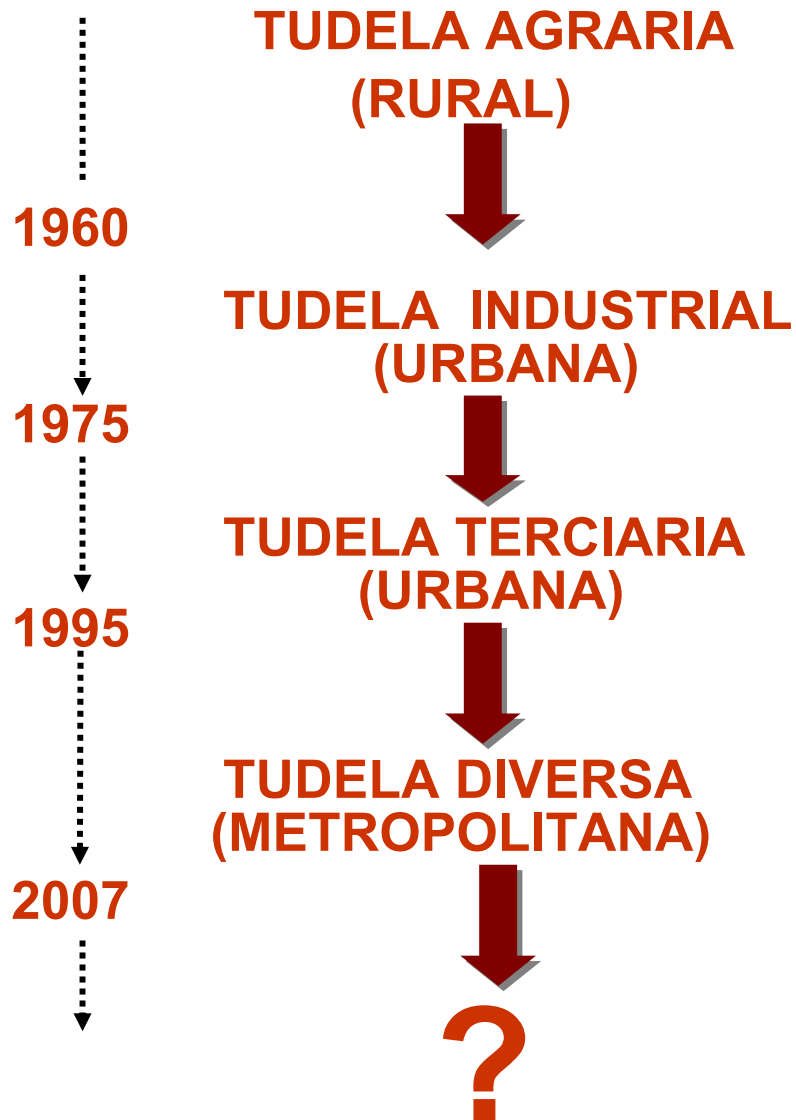 TUDELA AGRARIA
(RURAL)
1960
TUDELA INDUSTRIAL
(URBANA)
1975
TUDELA TERCIARIA
(URBANA)
1995
TUDELA DIVERSA
(METROPOLITANA)
2007
?